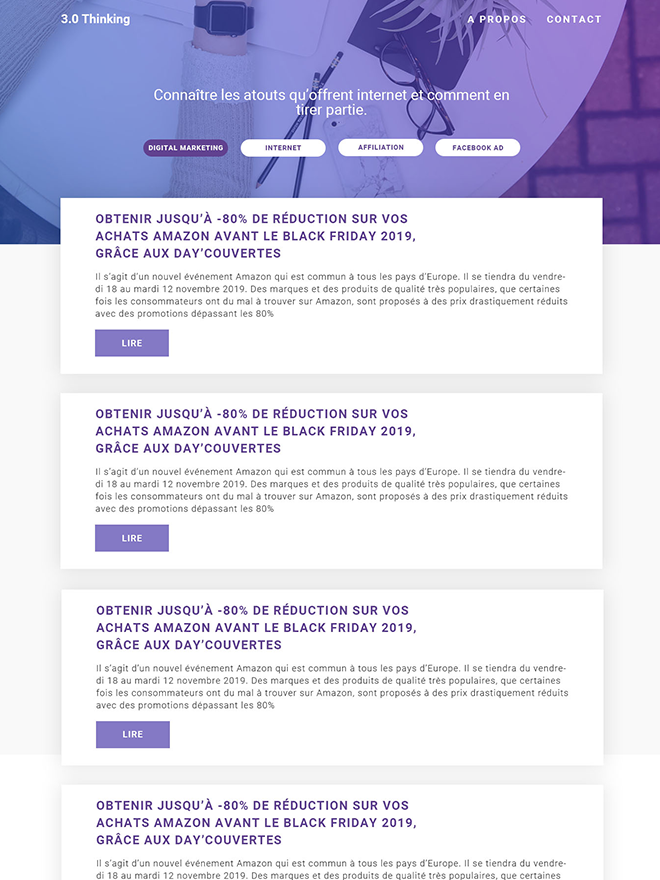 3.0 Thinking
A PROPOS CONTACT
Connaître les atouts qu'offrent internet et comment en
tirer partie.
DIGITAL MARKETING INTERNET AFFILIATION FACEBOOK AD
OBTENIR JUSQU'À -80% DE RÉDUCTION SUR VOS
ACHATS AMAZON AVANT LE BLACK FRIDAY 2019,
GRÂCE AUX DAY'COUVERTES
Il s'agit d'un nouvel événement Amazon qui est commun à tous les pays d'Europe. Il se tiendra du vendre-
di 18 au mardi 12 novembre 2019. Des marques et des produits de qualité très populaires, que certaines
fois les consommateurs ont du mal à trouver sur Amazon, sont proposés à des prix drastiquement réduits
avec des promotions dépassant les 80%
LIRE
OBTENIR JUSQU'À -80% DE RÉDUCTION SUR VOS
ACHATS AMAZON AVANT LE BLACK FRIDAY 2019,
GRÂCE AUX DAY'COUVERTES
Il s'agit d'un nouvel événement Amazon qui est commun à tous les pays d'Europe. Il se tiendra du vendre-
di 18 au mardi 12 novembre 2019. Des marques et des produits de qualité très populaires, que certaines
fois les consommateurs ont du mal à trouver sur Amazon, sont proposés à des prix drastiquement réduits
avec des promotions dépassant les 80%
LIRE
OBTENIR JUSQU'À -80% DE RÉDUCTION SUR VOS
ACHATS AMAZON AVANT LE BLACK FRIDAY 2019,
GRÂCE AUX DAY'COUVERTES
Il s'agit d'un nouvel événement Amazon qui est commun à tous les pays d'Europe. Il se tiendra du vendre-
di 18 au mardi 12 novembre 2019. Des marques et des produits de qualité très populaires, que certaines
fois les consommateurs ont du mal à trouver sur Amazon, sont proposés à des prix drastiquement réduits
avec des promotions dépassant les 80%
LIRE
OBTENIR JUSQU'À -80% DE RÉDUCTION SUR VOS
ACHATS AMAZON AVANT LE BLACK FRIDAY 2019,
GRÂCE AUX DAY'COUVERTES
Il s'agit d'un nouvel événement Amazon qui est commun à tous les pays d'Europe. Il se tiendra du vendre-
di 18 au mardi 12 novembre 2019. Des marques et des produits de qualité très populaires, que certaines